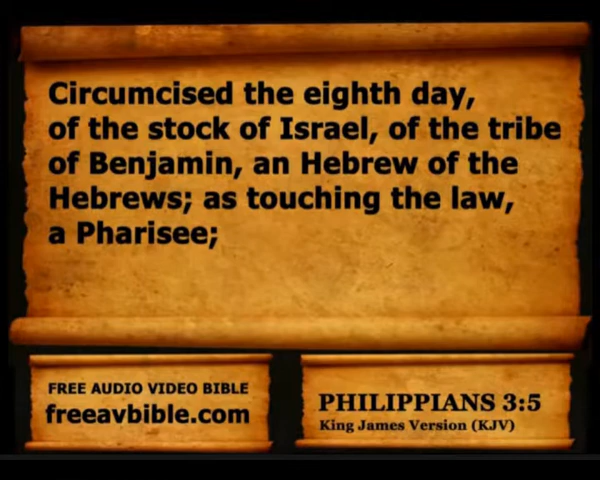 Circumcised the eighth day,
of the stock of Israel, of the tribe
of Benjamin, an Hebrew of the
Hebrews; as touching the law,
a Pharisee;
FREE AUDIO VIDEO BIBLE
freeavbible.com
PHILIPPIANS 3:5
King James Version (KJV)